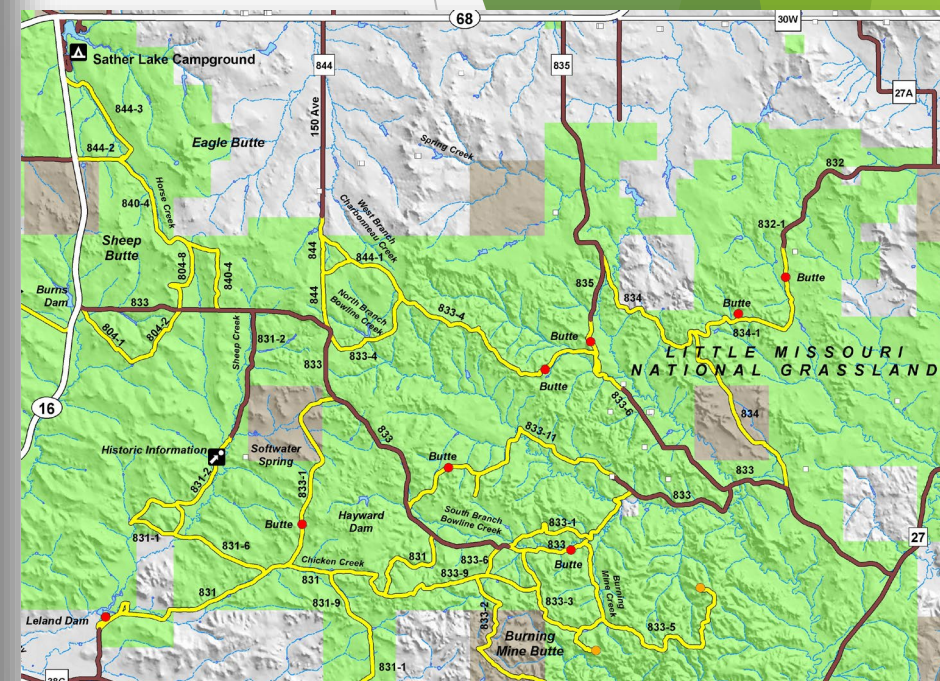 68
30W
Sather Lake Campground
844
835
27A
844-3
150 Ave
Eagle Butte
Spring Creek
844-2
832
Horse Creek
840-4
West Branch
Charbonneau Creek
832-1
Sheep
Butte
844
844-1
804-8
840-4
835
Butte
Burns
Dam
833
844
North Branch
Bowline Creek
833-4
834
Butte
804-1
804-2
Sheep Creek
831-2
833-4
Butte
834-1
LITTLE MISSOURI
NATIONAL GRASSLAND
833
Butte
16
833-6
834
833
833-11
Historic Information
Softwater
Spring
Butte
831-2
833-1
833
833
Hayward
Dam
South Branch
Bowline Creek
Butte
833-1
27
831-1
831-6
833
831
833-6
Butte
Chicken Creek
833-9
831
831
831-9
Burning
Mine Creek
833-2
833-3
Leland Dam
833-5
Burning
Mine Butte
831-1
28C